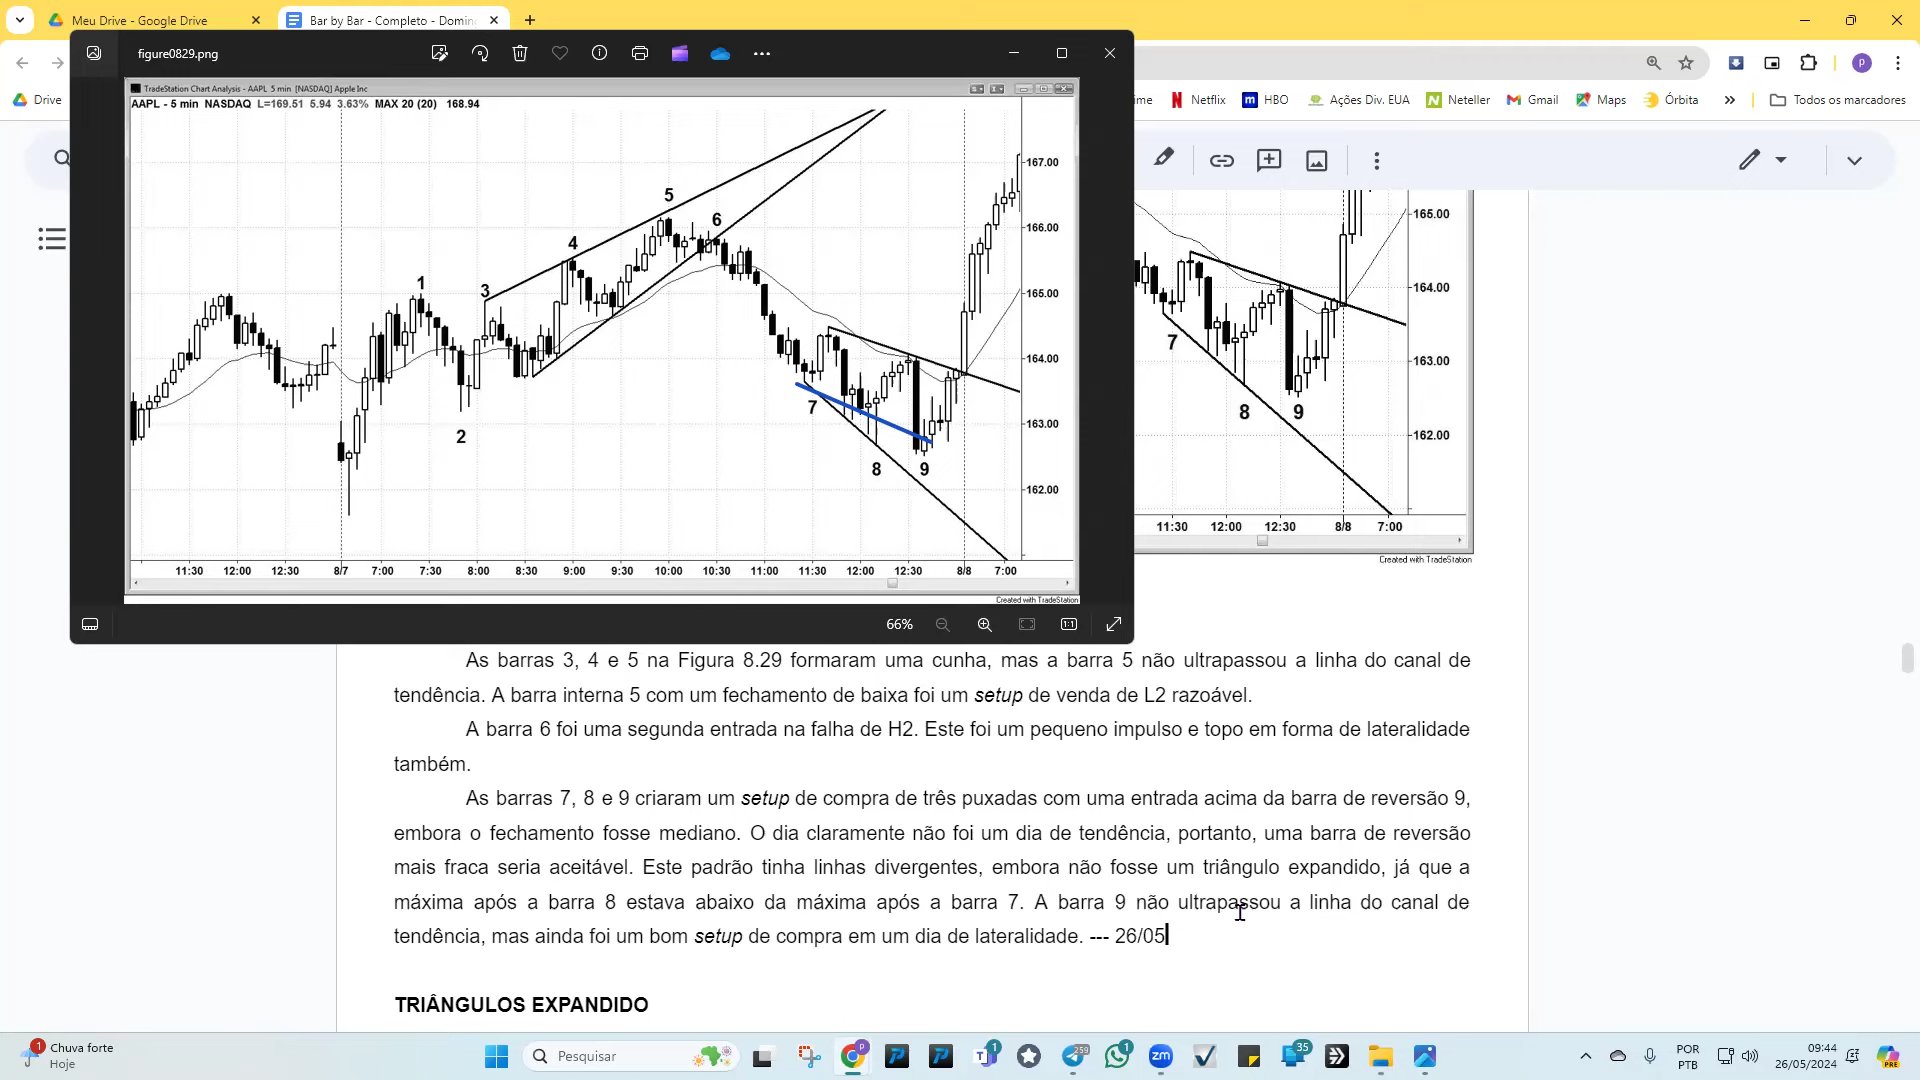 Meu Drive - Google Drive
Bar by Bar - Completo - Domin
figure0829.png
Drive
Netflix
HBO
Ações Div. EUA
Neteller
Gmail
Maps
Órbita
Todos os marcadores
TradeStation Chart Analysis - AAPL 5 min [NASDAQ] Apple Inc
AAPL - 5 min NASDAQ L=169.51 5.94 3.63% MAX 20 (20) 168.94
167.00
166.00
165.00
164.00
163.00
162.00
1
2
3
4
5
6
7
8
9
11:30 12:00 12:30 8/7 7:00 7:30 8:00 8:30 9:00 9:30 10:00 10:30 11:00 11:30 12:00 12:30 8/8 7:00
Created with TradeStation
66%
165.00
164.00
163.00
162.00
7
8
9
11:30 12:00 12:30 8/8 7:00
Created with TradeStation
As barras 3, 4 e 5 na Figura 8.29 formaram uma cunha, mas a barra 5 não ultrapassou a linha do canal de
tendência. A barra interna 5 com um fechamento de baixa foi um setup de venda de L2 razoável.
A barra 6 foi uma segunda entrada na falha de H2. Este foi um pequeno impulso e topo em forma de lateralidade
também.
As barras 7, 8 e 9 criaram um setup de compra de três puxadas com uma entrada acima da barra de reversão 9,
embora o fechamento fosse mediano. O dia claramente não foi um dia de tendência, portanto, uma barra de reversão
mais fraca seria aceitável. Este padrão tinha linhas divergentes, embora não fosse um triângulo expandido, já que a
máxima após a barra 8 estava abaixo da máxima após a barra 7. A barra 9 não ultrapassou a linha do canal de
tendência, mas ainda foi um bom setup de compra em um dia de lateralidade. --- 26/05
TRIÂNGULOS EXPANDIDO
1
Chuva forte
Hoje
Pesquisar
1
259
1
zm
35
POR
PTB
09:44
26/05/2024